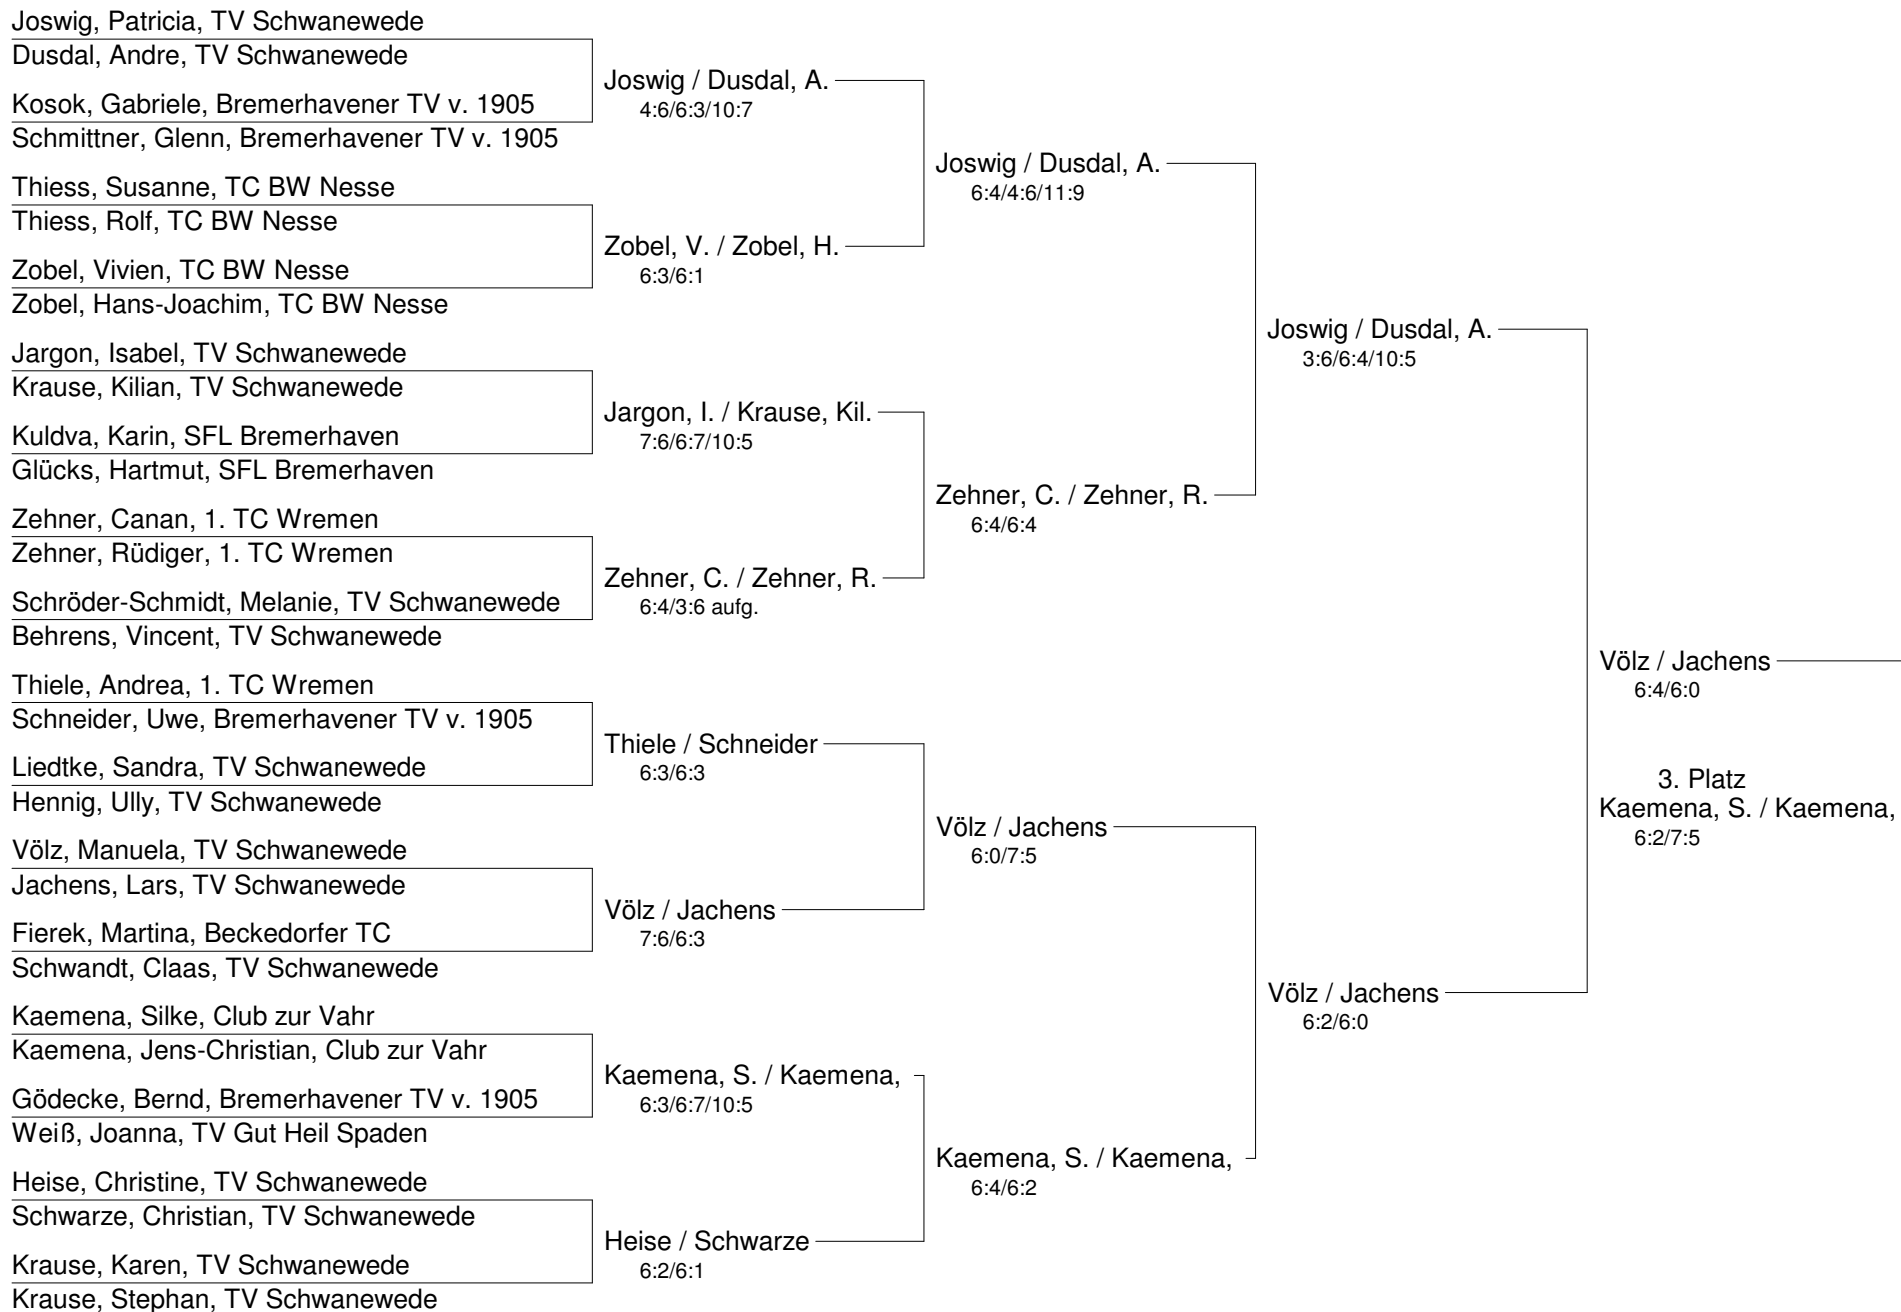 Joswig, Patricia, TV Schwanewede
Dusdal, Andre, TV Schwanewede
Kosok, Gabriele, Bremerhavener TV v. 1905
Schmittner, Glenn, Bremerhavener TV v. 1905
Thiess, Susanne, TC BW Nesse
Thiess, Rolf, TC BW Nesse
Zobel, Vivien, TC BW Nesse
Zobel, Hans-Joachim, TC BW Nesse
Jargon, Isabel, TV Schwanewede
Krause, Kilian, TV Schwanewede
Kuldva, Karin, SFL Bremerhaven
Glücks, Hartmut, SFL Bremerhaven
Zehner, Canan, 1. TC Wremen
Zehner, Rüdiger, 1. TC Wremen
Schröder-Schmidt, Melanie, TV Schwanewede
Behrens, Vincent, TV Schwanewede
Thiele, Andrea, 1. TC Wremen
Schneider, Uwe, Bremerhavener TV v. 1905
Liedtke, Sandra, TV Schwanewede
Hennig, Ully, TV Schwanewede
Völz, Manuela, TV Schwanewede
Jachens, Lars, TV Schwanewede
Fierek, Martina, Beckedorfer TC
Schwandt, Claas, TV Schwanewede
Kaemena, Silke, Club zur Vahr
Kaemena, Jens-Christian, Club zur Vahr
Gödecke, Bernd, Bremerhavener TV v. 1905
Weiß, Joanna, TV Gut Heil Spaden
Heise, Christine, TV Schwanewede
Schwarze, Christian, TV Schwanewede
Krause, Karen, TV Schwanewede
Krause, Stephan, TV Schwanewede
Joswig / Dusdal, A.
4:6/6:3/10:7
Zobel, V. / Zobel, H.
6:3/6:1
Jargon, I. / Krause, Kil.
7:6/6:7/10:5
Zehner, C. / Zehner, R.
6:4/3:6 aufg.
Thiele / Schneider
6:3/6:3
Völz / Jachens
7:6/6:3
Kaemena, S. / Kaemena,
6:3/6:7/10:5
Heise / Schwarze
6:2/6:1
Joswig / Dusdal, A.
6:4/4:6/11:9
Zehner, C. / Zehner, R.
6:4/6:4
Völz / Jachens
6:0/7:5
Kaemena, S. / Kaemena,
6:4/6:2
Joswig / Dusdal, A.
3:6/6:4/10:5
Völz / Jachens
6:2/6:0
Völz / Jachens
6:4/6:0
3. Platz
Kaemena, S. / Kaemena,
6:2/7:5